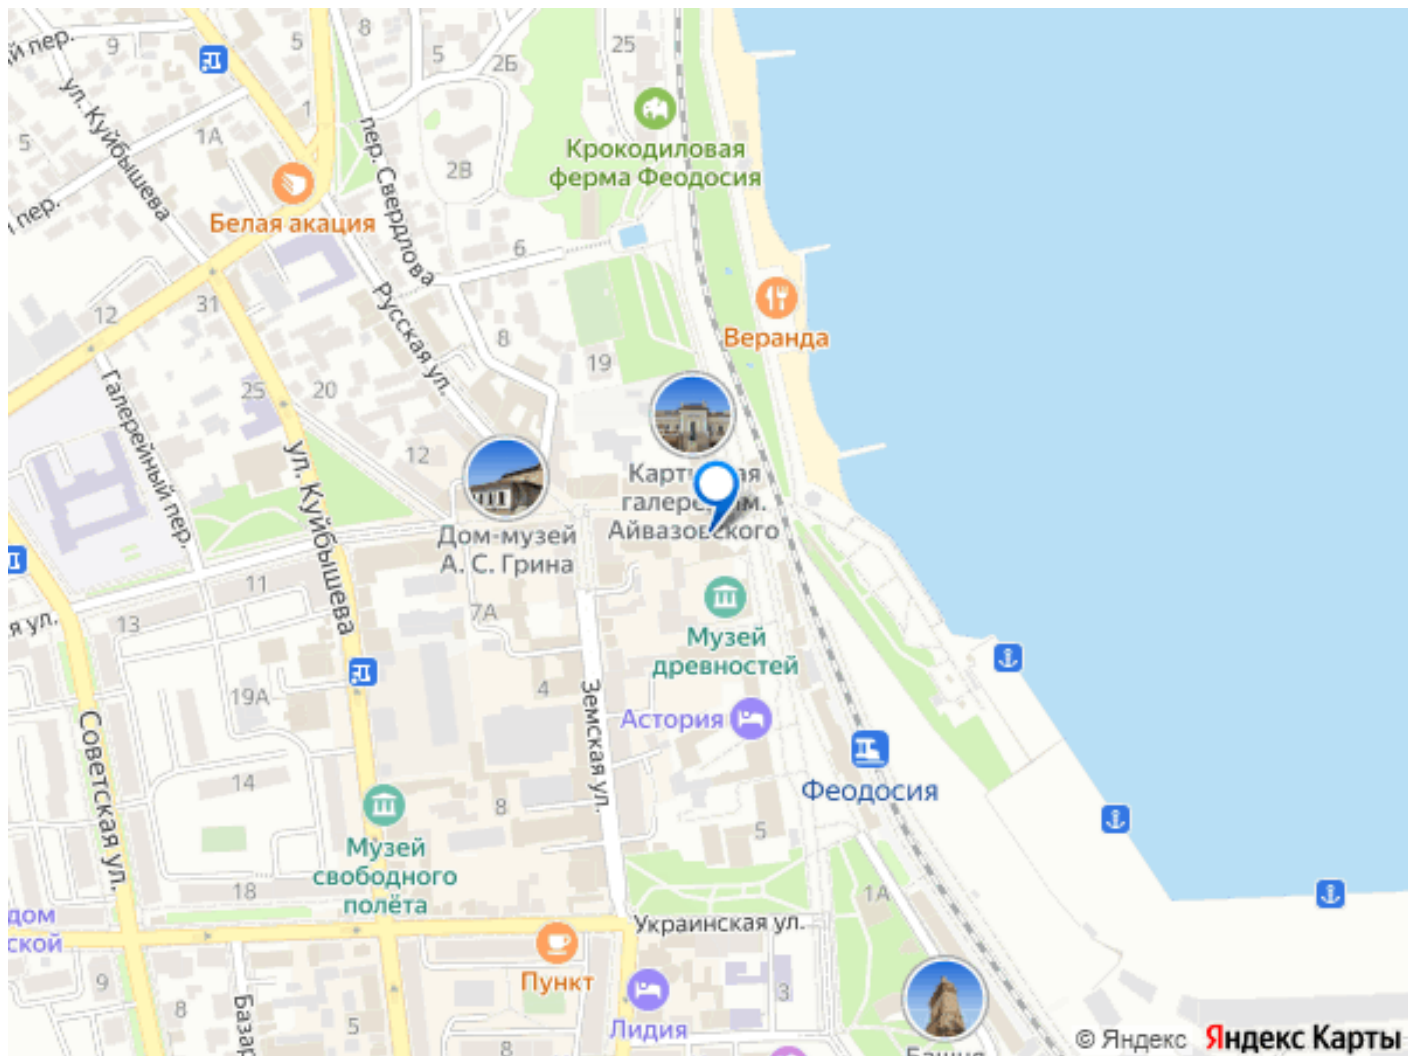 й пер.
9
5
8
5
2Б
25
ул. Куйбышева
1
1А
5
пер. Свердлова
2В
Крокодиловая
ферма Феодосия
пер.
Белая акация
6
31
12
Русская ул.
8
Веранда
19
25
20
Галерейный пер.
12
ул. Куйбышева
Дом-музей
А. С. Грина
Айвазовского
11
7А
13
я ул.
Музей
древностей
19А
4
Земская ул.
Астория
Советская ул.
14
8
Феодосия
5
Музей
свободного
полёта
18
1А
Украинская ул.
дом
ской
Пункт
9
8
Базар
5
8
Лидия
3
Башня
© Яндекс
Яндекс Карты